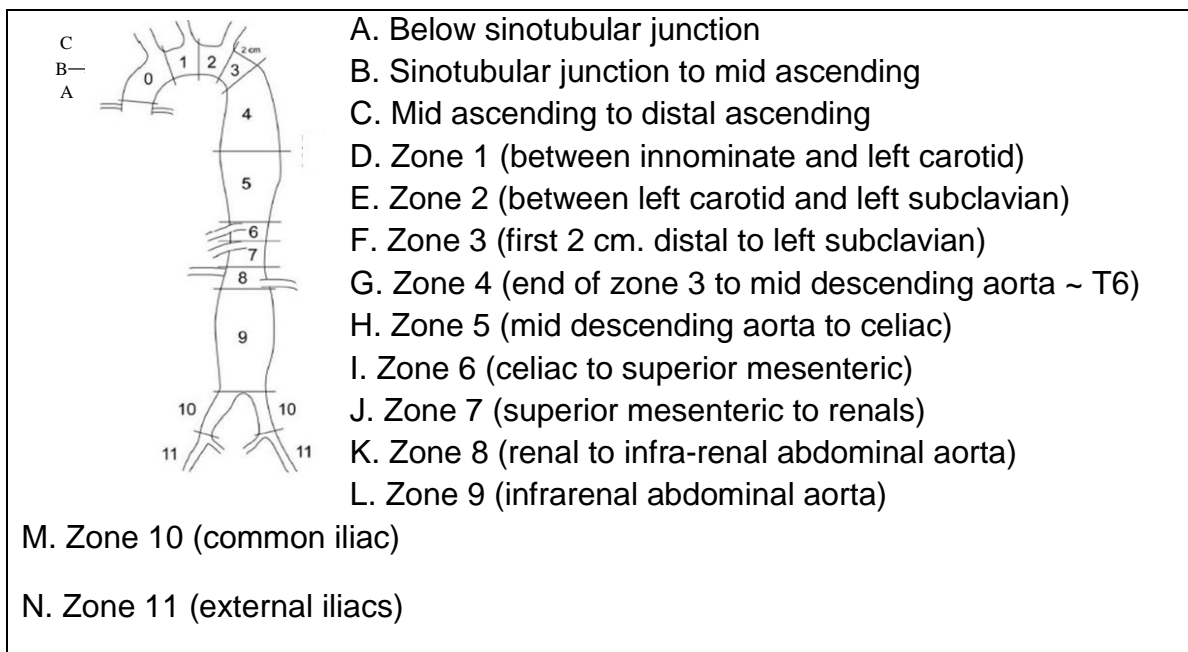 C
B
A
0
1
2
2 cm
3
4
5
6
7
8
9
10
10
11
11
A. Below sinotubular junction
B. Sinotubular junction to mid ascending
C. Mid ascending to distal ascending
D. Zone 1 (between innominate and left carotid)
E. Zone 2 (between left carotid and left subclavian)
F. Zone 3 (first 2 cm. distal to left subclavian)
G. Zone 4 (end of zone 3 to mid descending aorta ~ T6)
H. Zone 5 (mid descending aorta to celiac)
I. Zone 6 (celiac to superior mesenteric)
J. Zone 7 (superior mesenteric to renals)
K. Zone 8 (renal to infra-renal abdominal aorta)
L. Zone 9 (infrarenal abdominal aorta)
M. Zone 10 (common iliac)
N. Zone 11 (external iliacs)